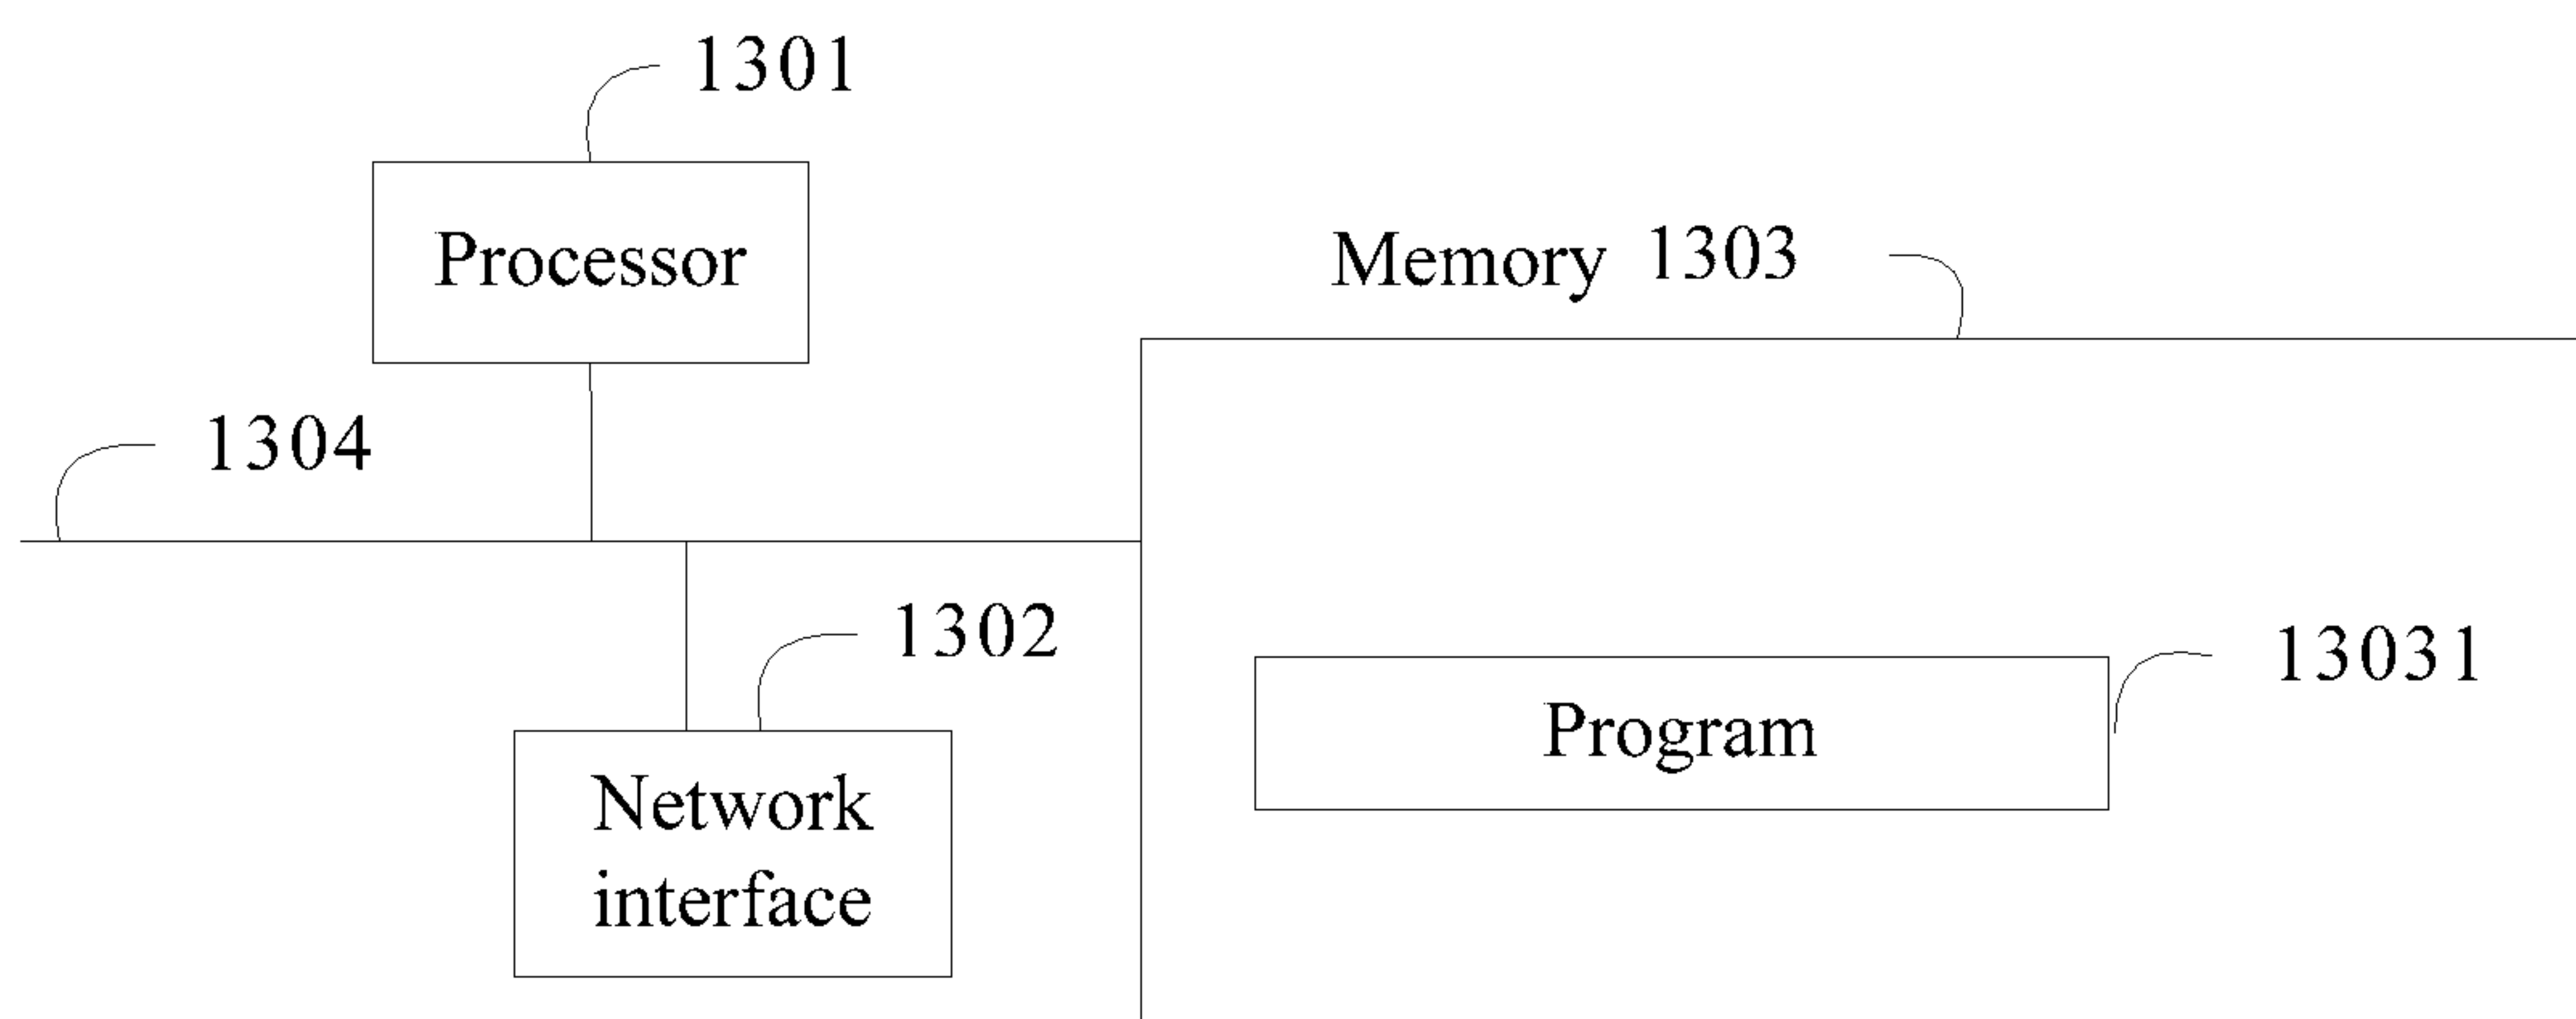 1301
Processor
Memory 1303
1304
1302
13031
Program
Network
interface